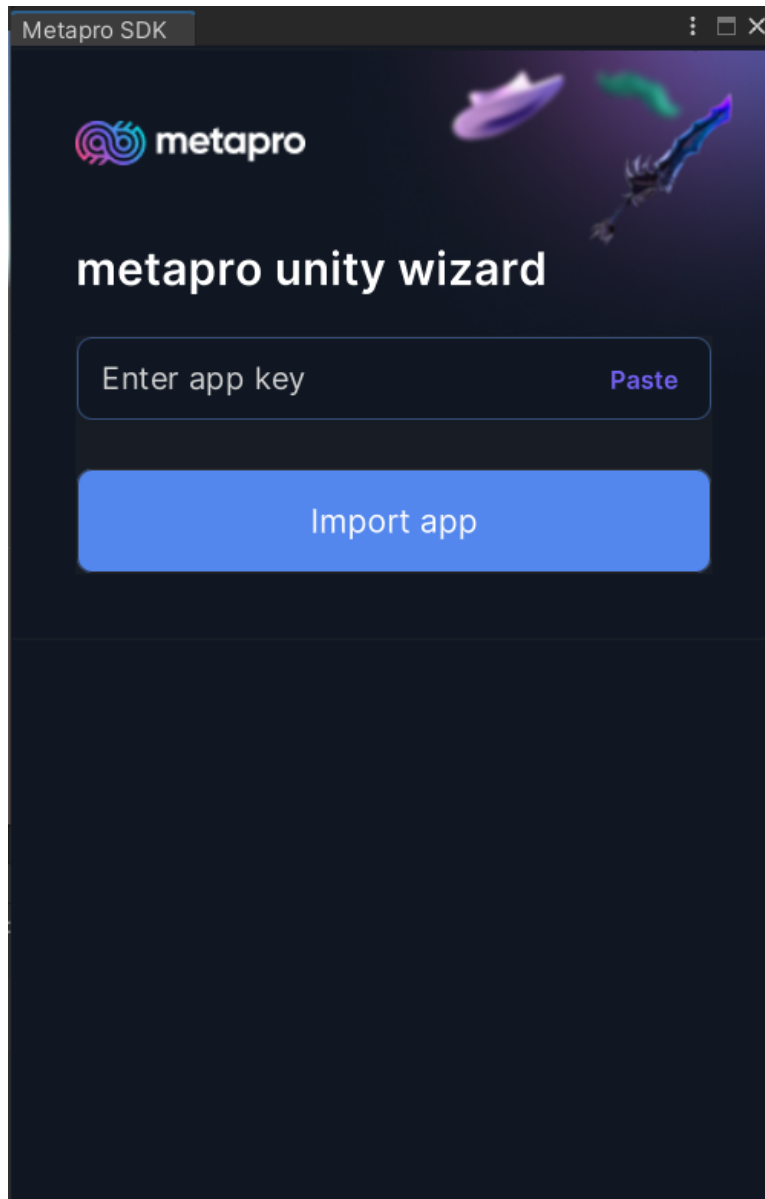 Metapro SDK
metapro
metapro unity wizard
Enter app key Paste
Import app